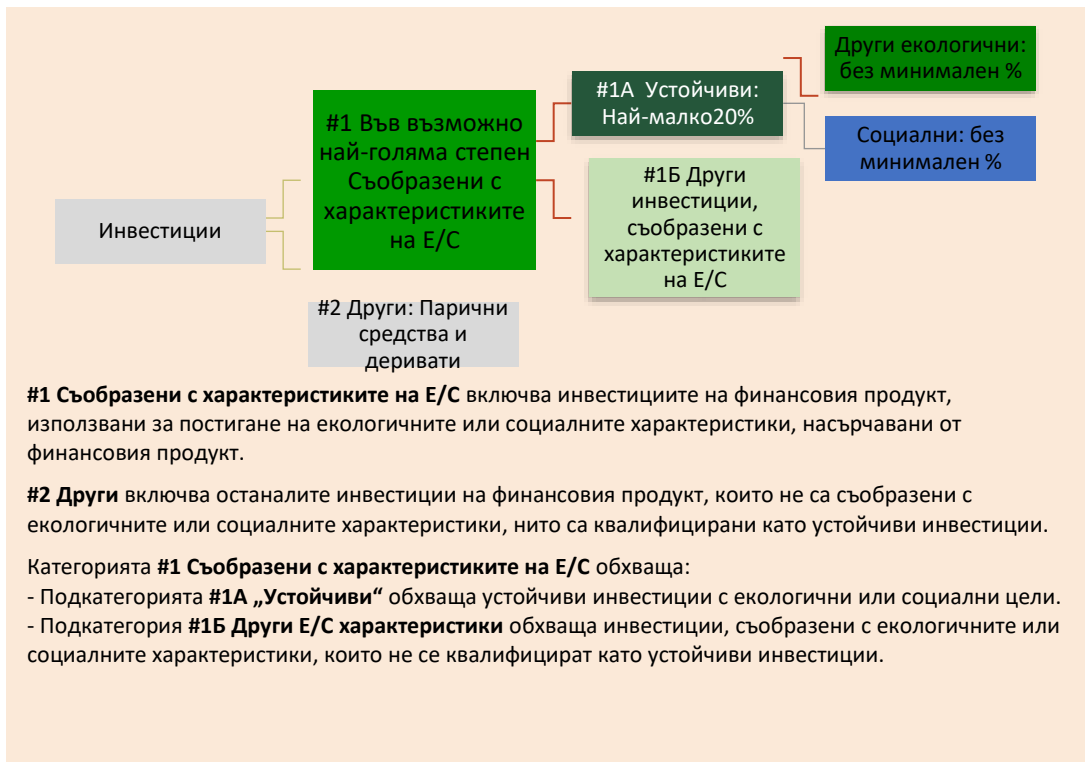 Други екологични:
без минимален %
#1А Устойчиви:
Най-малко20%
#1 Във възможно
най-голяма степен
Съобразени с
характеристиките
на Е/С
Социални: без
минимален %
#1Б Други
инвестиции,
съобразени с
характеристиките
на Е/С
Инвестиции
#2 Други: Парични
средства и
деривати
#1 Съобразени с характеристиките на Е/С включва инвестициите на финансовия продукт,
използвани за постигане на екологичните или социалните характеристики, насърчавани от
финансовия продукт.
#2 Други включва останалите инвестиции на финансовия продукт, които не са съобразени с
екологичните или социалните характеристики, нито са квалифицирани като устойчиви инвестиции.
Категорията #1 Съобразени с характеристиките на Е/С обхваща:
- Подкатегорията #1А „Устойчиви“ обхваща устойчиви инвестиции с екологични или социални цели.
- Подкатегория #1Б Други Е/С характеристики обхваща инвестиции, съобразени с екологичните или
социалните характеристики, които не се квалифицират като устойчиви инвестиции.